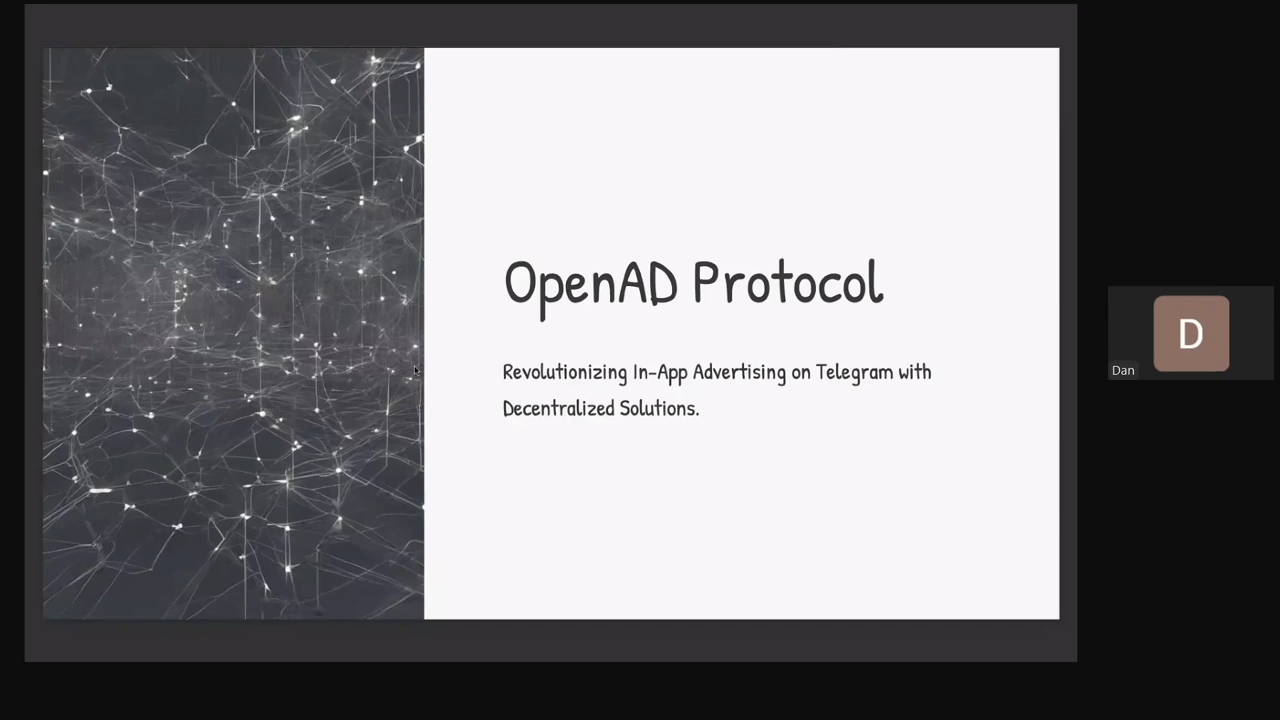 OpenAD Protocol
Revolutionizing In-App Advertising on Telegram with
Decentralized Solutions.
D
Dan